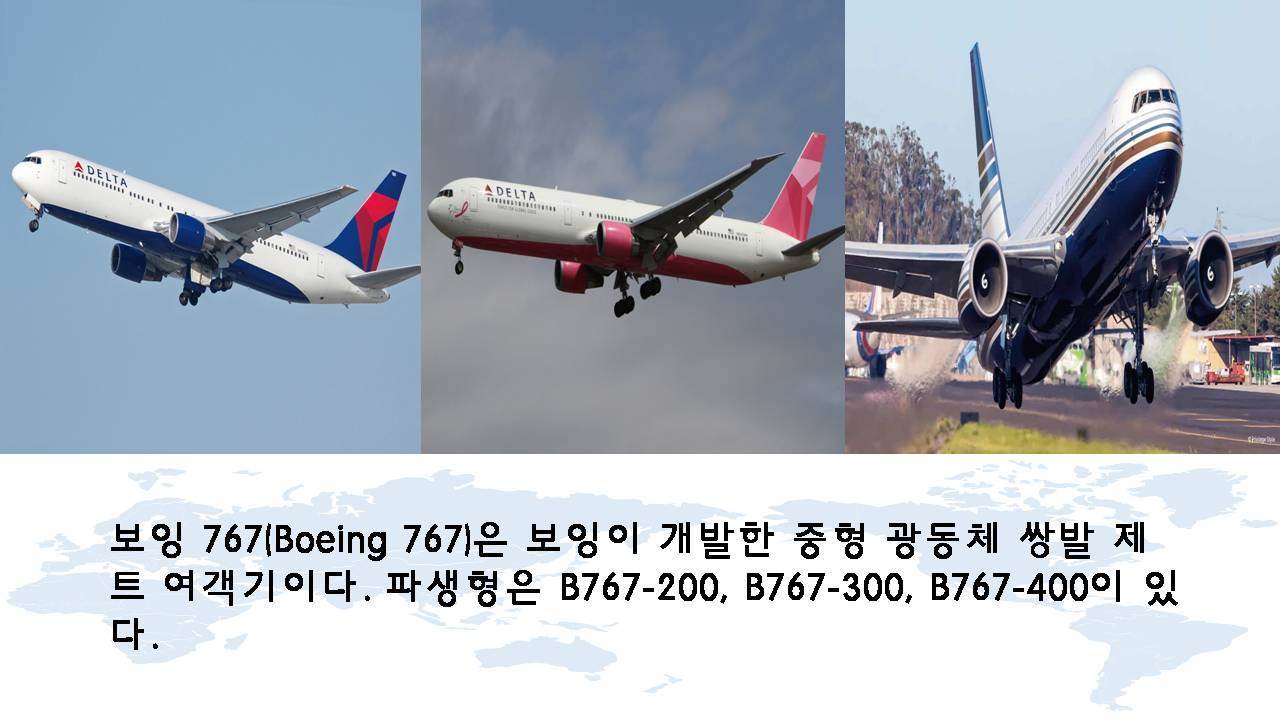 DELTA
DELTA
보잉 767(Boeing 767)은 보잉이 개발한 중형 광동체 쌍발 제
트 여객기이다. 파생형은 B767-200, B767-300, B767-400이 있
다.